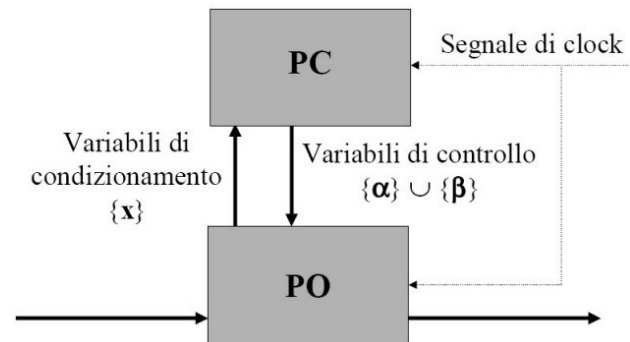 PC
Segnale di clock
Variabili di
condizionamento
{x}
Variabili di controllo
{α} ∪ {β}
PO